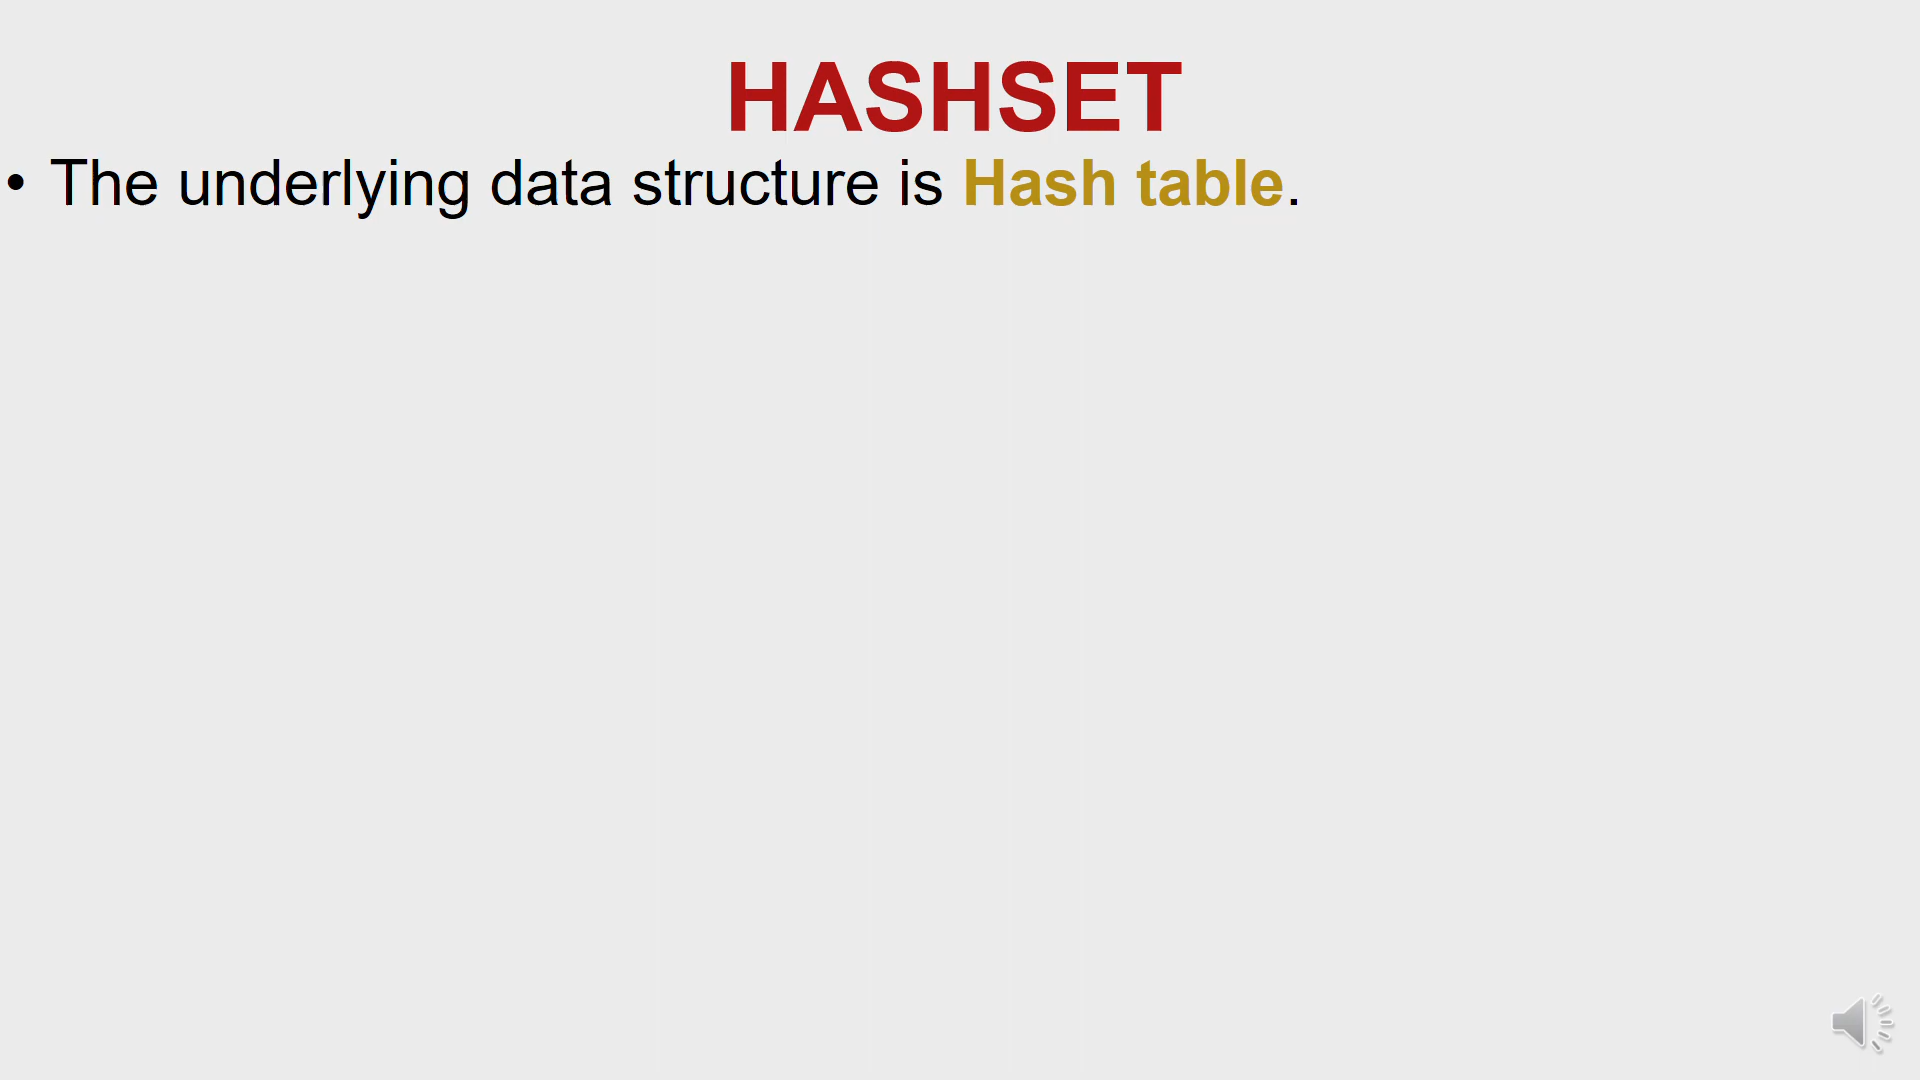 HASHSET
• The underlying data structure is Hash table.